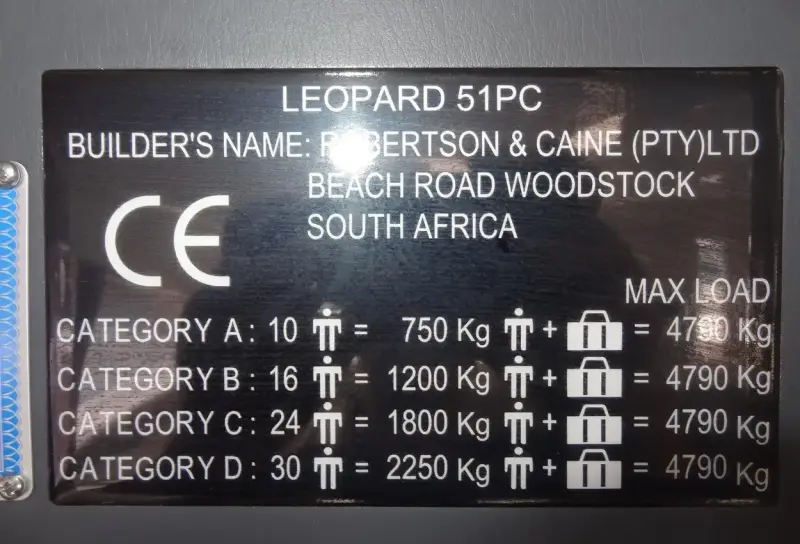 LEOPARD 51PC
BUILDER'S NAME: ROBERTSON & CAINE (PTY)LTD
BEACH ROAD WOODSTOCK
SOUTH AFRICA
CE
MAX LOAD
CATEGORY A: 10 = 750 Kg + = 4790 Kg
CATEGORY B: 16 = 1200 Kg + = 4790 Kg
CATEGORY C: 24 = 1800 Kg + = 4790 Kg
CATEGORY D: 30 = 2250 Kg + = 4790 Kg